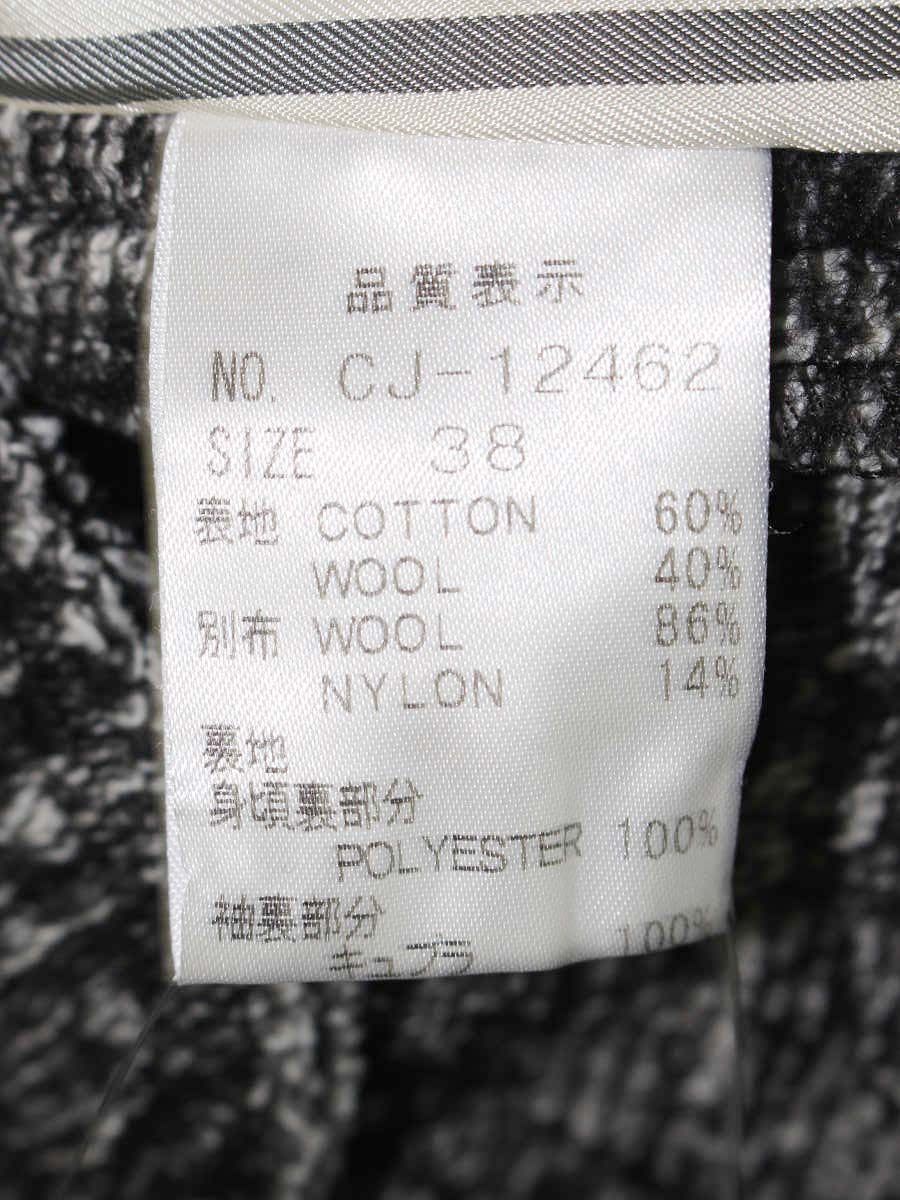 品質表示
NO. CJ-12462
SIZE 38
表地 COTTON 60%
WOOL 40%
別布 WOOL 86%
NYLON 14%
裏地
身頃裏部分
POLYESTER 100%
袖裏部分
キュプラ 100%